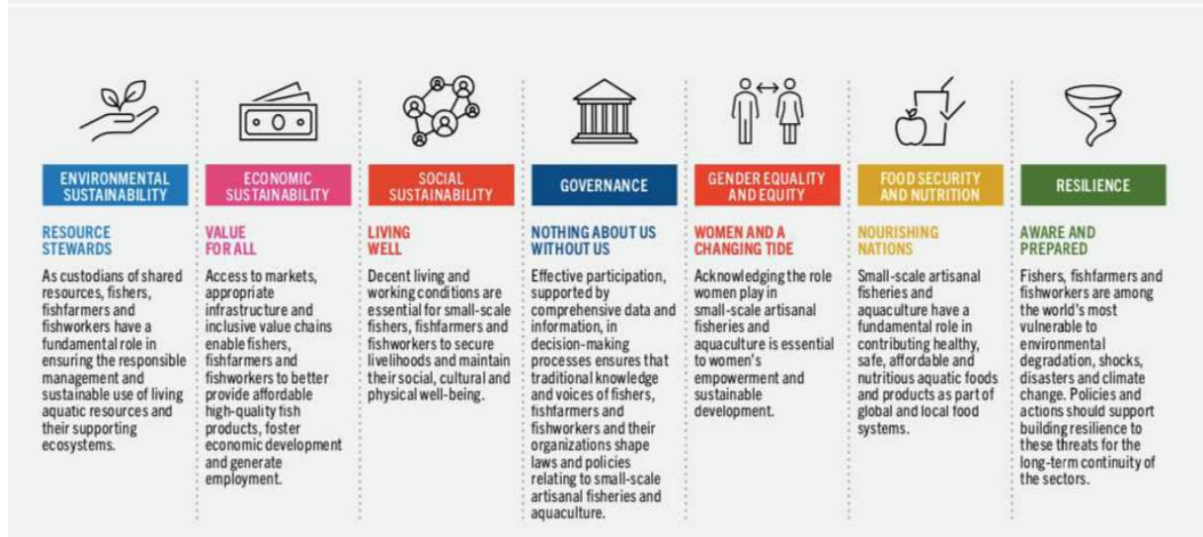 ENVIRONMENTAL
SUSTAINABILITY
RESOURCE
STEWARDS
As custodians of shared
resources, fishers,
fishfarmers and
fishworkers have a
fundamental role in
ensuring the responsible
management and
sustainable use of living
aquatic resources and
their supporting
ecosystems.
ECONOMIC
SUSTAINABILITY
VALUE
FOR ALL
Access to markets,
appropriate
infrastructure and
inclusive value chains
enable fishers,
fishfarmers and
fishworkers to better
provide affordable
high-quality fish
products, foster
economic development
and generate
employment.
SOCIAL
SUSTAINABILITY
LIVING
WELL
Decent living and
working conditions are
essential for small-scale
fishers, fishfarmers and
fishworkers to secure
livelihoods and maintain
their social, cultural and
physical well-being.
GOVERNANCE
NOTHING ABOUT US
WITHOUT US
Effective participation,
supported by
comprehensive data and
information, in
decision-making
processes ensures that
traditional knowledge
and voices of fishers,
fishfarmers and
fishworkers and their
organizations shape
laws and policies
relating to small-scale
artisanal fisheries and
aquaculture.
GENDER EQUALITY
AND EQUITY
WOMEN AND A
CHANGING TIDE
Acknowledging the role
women play in
small-scale artisanal
fisheries and
aquaculture is essential
to women's
empowerment and
sustainable
development.
FOOD SECURITY
AND NUTRITION
NOURISHING
NATIONS
Small-scale artisanal
fisheries and
aquaculture have a
fundamental role in
contributing healthy,
safe, affordable and
nutritious aquatic foods
and products as part of
global and local food
systems.
RESILIENCE
AWARE AND
PREPARED
Fishers, fishfarmers and
fishworkers are among
the world's most
vulnerable to
environmental
degradation, shocks,
disasters and climate
change. Policies and
actions should support
building resilience to
these threats for the
long-term continuity of
the sectors.